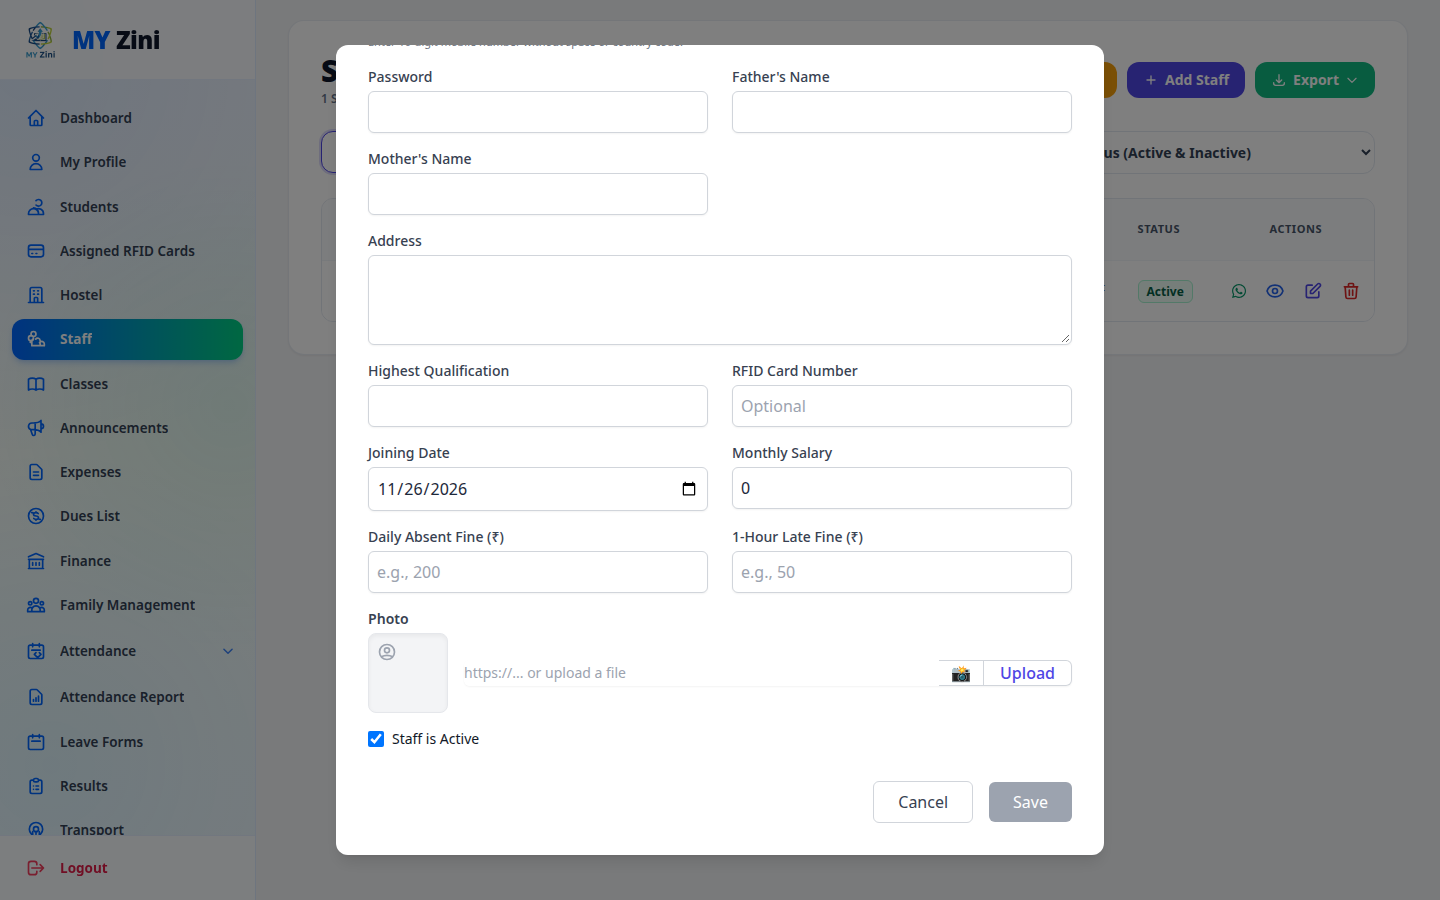 MY Zini
MY Zini
Dashboard
My Profile
Students
Assigned RFID Cards
Hostel
Staff
Classes
Announcements
Expenses
Dues List
Finance
Family Management
Attendance
Attendance Report
Leave Forms
Results
Transport
Logout
Add Staff
Export
us (Active & Inactive)
STATUS
ACTIONS
Active
Password
Father's Name
Mother's Name
Address
Highest Qualification
RFID Card Number
Optional
Joining Date
Monthly Salary
11/26/2026
0
Daily Absent Fine (₹)
1-Hour Late Fine (₹)
e.g., 200
e.g., 50
Photo
https://... or upload a file
Upload
Staff is Active
Cancel
Save